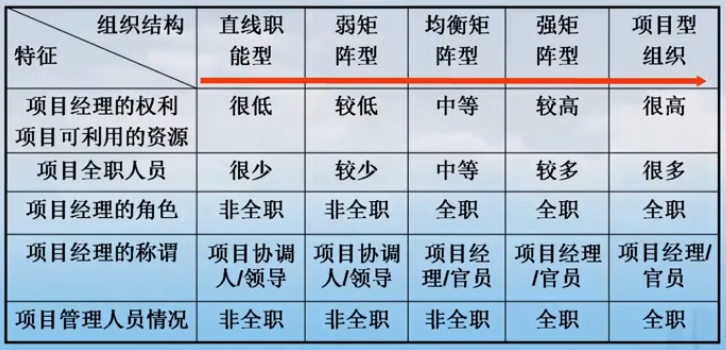 组织结构 直线职 弱矩 均衡矩 强矩 项目型
特征 能型 阵型 阵型 阵型 组织
项目经理的权利 很低 较低 中等 较高 很高
项目可利用的资源
项目全职人员 很少 较少 中等 较多 很多
项目经理的角色 非全职 非全职 全职 全职 全职
项目经理的称谓 项目协调 项目协调 项目经 项目经理 项目经理/
人/领导 人/领导 理/官员 /官员 官员
项目管理人员情况 非全职 非全职 非全职 全职 全职